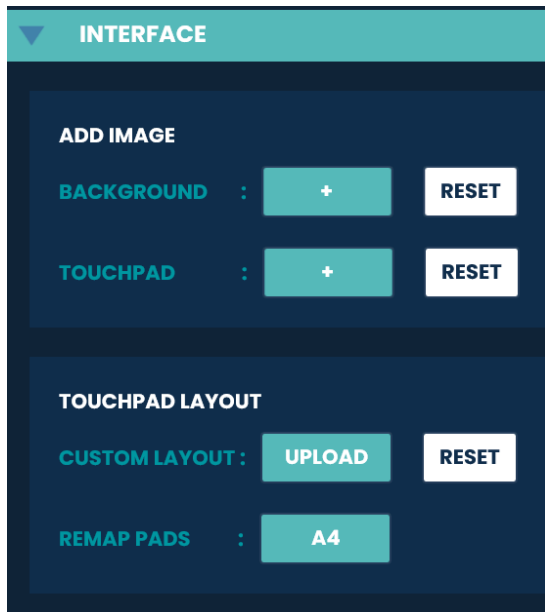 INTERFACE
ADD IMAGE
BACKGROUND : + RESET
TOUCHPAD : + RESET
TOUCHPAD LAYOUT
CUSTOM LAYOUT : UPLOAD RESET
REMAP PADS : A4